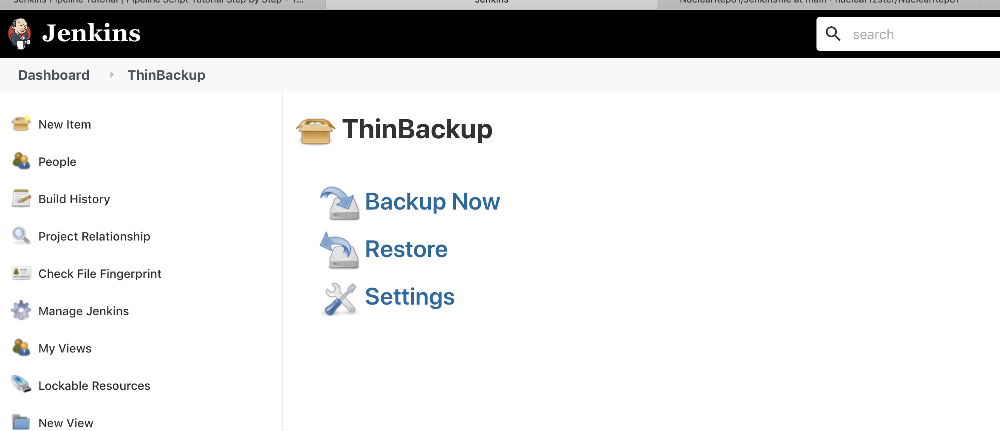 Jenkins Pipeline Tutorial | Pipeline Script Tutorial Step by Step - T...
Jenkins
NuclearRepo1/Jenkinsfile at main · nuclear12ster/NuclearRepo1
Jenkins
search
Dashboard
ThinBackup
New Item
People
Build History
Project Relationship
Check File Fingerprint
Manage Jenkins
My Views
Lockable Resources
New View
ThinBackup
Backup Now
Restore
Settings